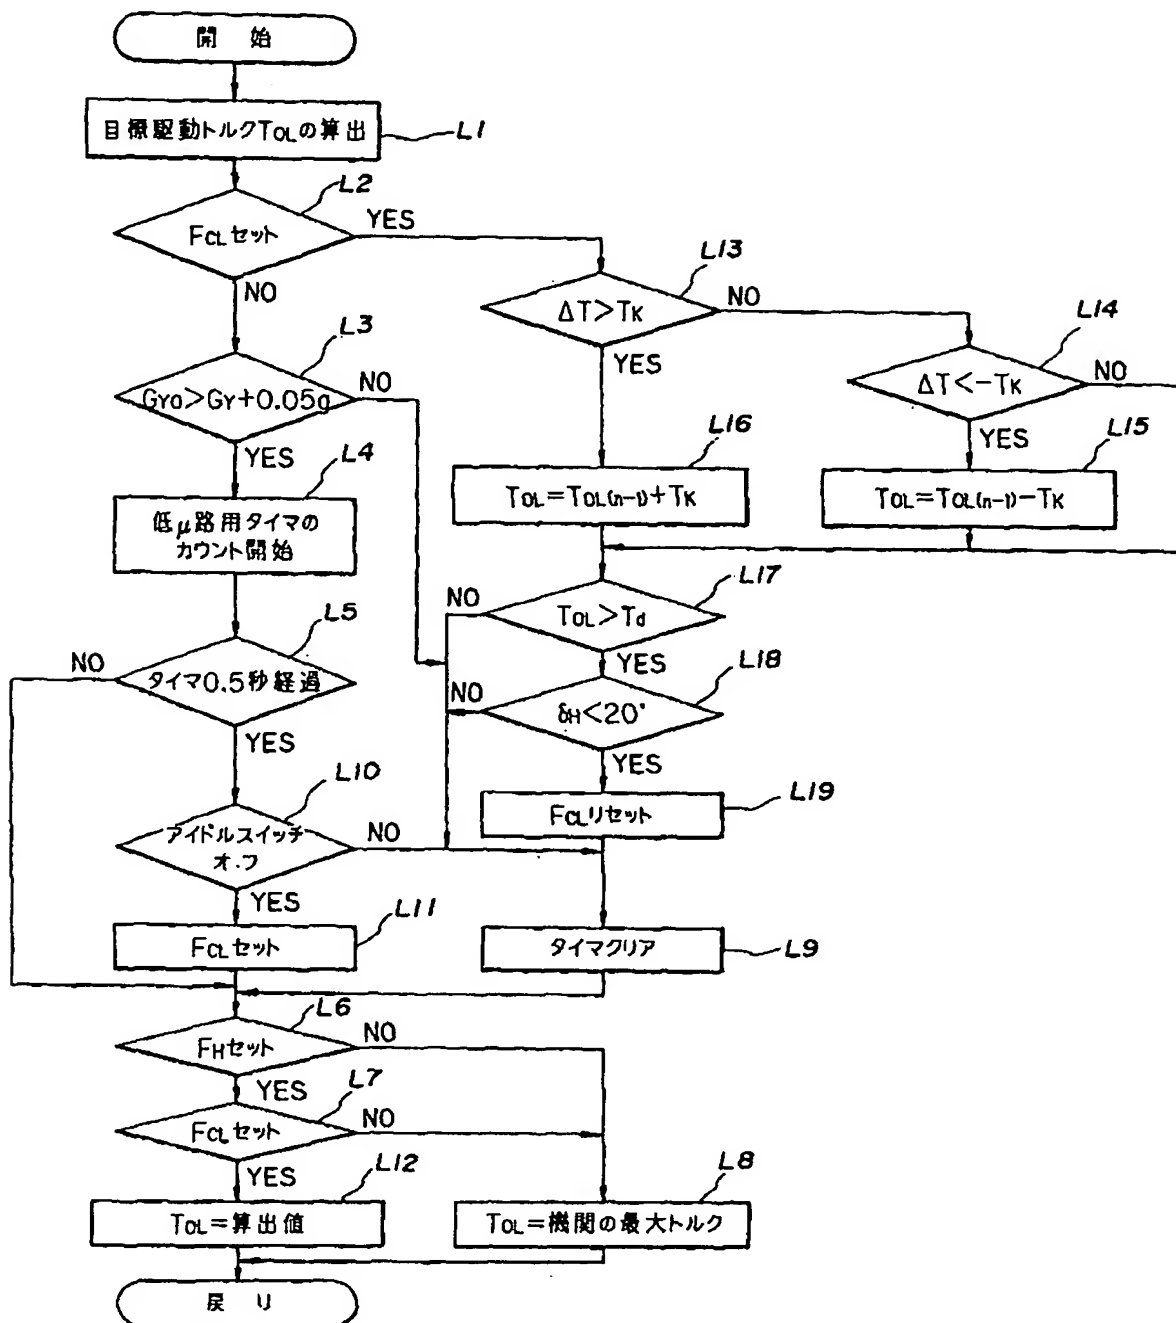 開始
目標駆動トルクTOLの算出
L1
L2
FCLセット
YES
NO
L13
ΔT>TK
NO
YES
L14
ΔT<-TK
NO
YES
L3
GYO>GY+0.05g
NO
YES
L16
TOL=TOL(n-1)+TK
L15
TOL=TOL(n-1)-TK
L4
低μ路用タイマの
カウント開始
L17
TOL>Td
NO
YES
L5
タイマ0.5秒経過
NO
YES
L18
δH<20°
NO
YES
L10
アイドルスイッチ
オフ
NO
YES
L19
FCLリセット
L11
FCLセット
タイマクリア
L9
L6
FHセット
NO
YES
L7
FCLセット
NO
YES
L12
TOL=算出値
L8
TOL=機関の最大トルク
戻り